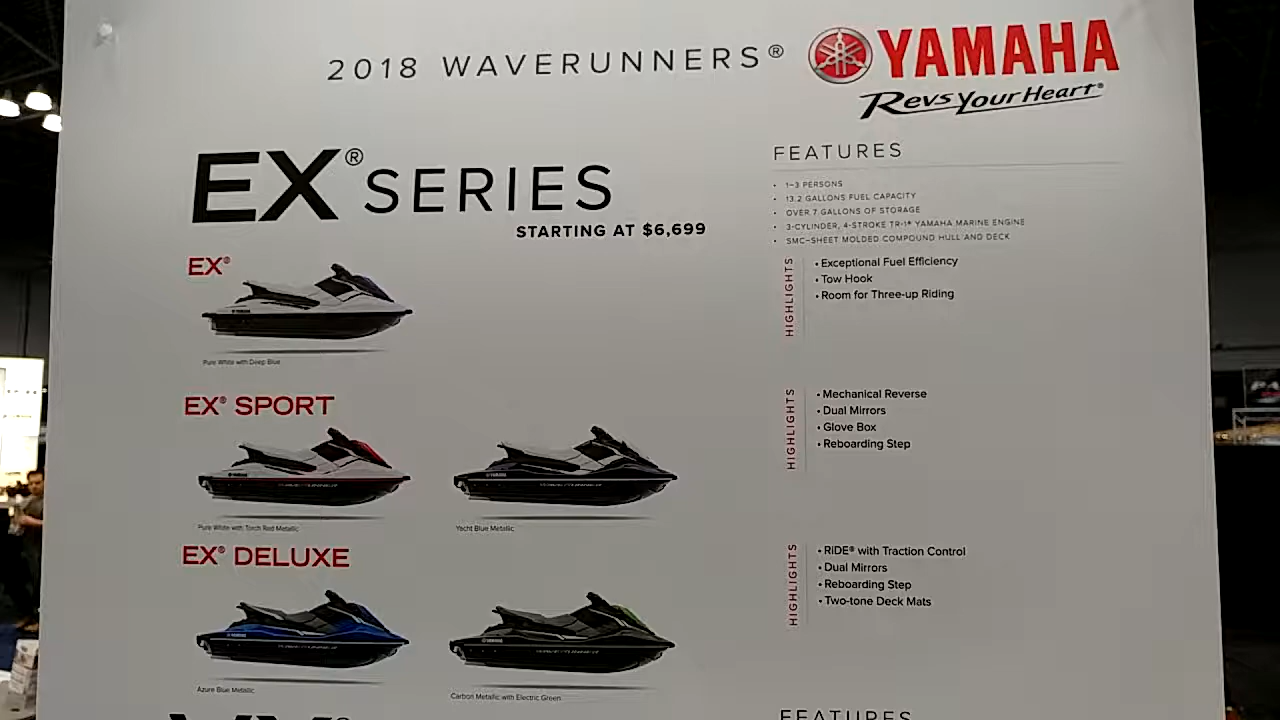 2018 WAVERUNNERS®
YAMAHA
Revs Your Heart®
EX® SERIES
STARTING AT $6,699
FEATURES
• 1-3 PERSONS
• 13.2 GALLONS FUEL CAPACITY
• OVER 7 GALLONS OF STORAGE
• 3-CYLINDER, 4-STROKE TR-1® YAMAHA MARINE ENGINE
• SMC-SHEET MOLDED COMPOUND HULL AND DECK
EX®
Pure White with Deep Blue
HIGHLIGHTS
• Exceptional Fuel Efficiency
• Tow Hook
• Room for Three-up Riding
EX® SPORT
Pure White with Torch Red Metallic
Yacht Blue Metallic
HIGHLIGHTS
• Mechanical Reverse
• Dual Mirrors
• Glove Box
• Reboarding Step
EX® DELUXE
Azure Blue Metallic
Carbon Metallic with Electric Green
HIGHLIGHTS
• RiDE® with Traction Control
• Dual Mirrors
• Reboarding Step
• Two-tone Deck Mats
FEATURES